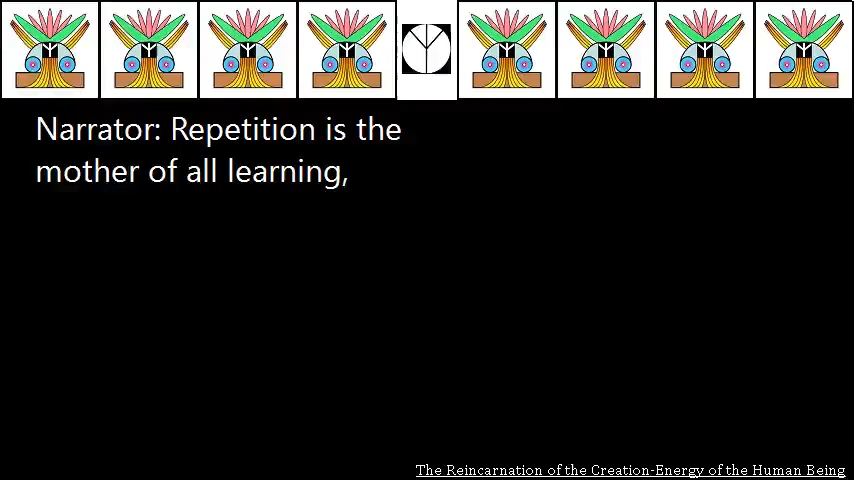 Narrator: Repetition is the
mother of all learning,
The Reincarnation of the Creation-Energy of the Human Being